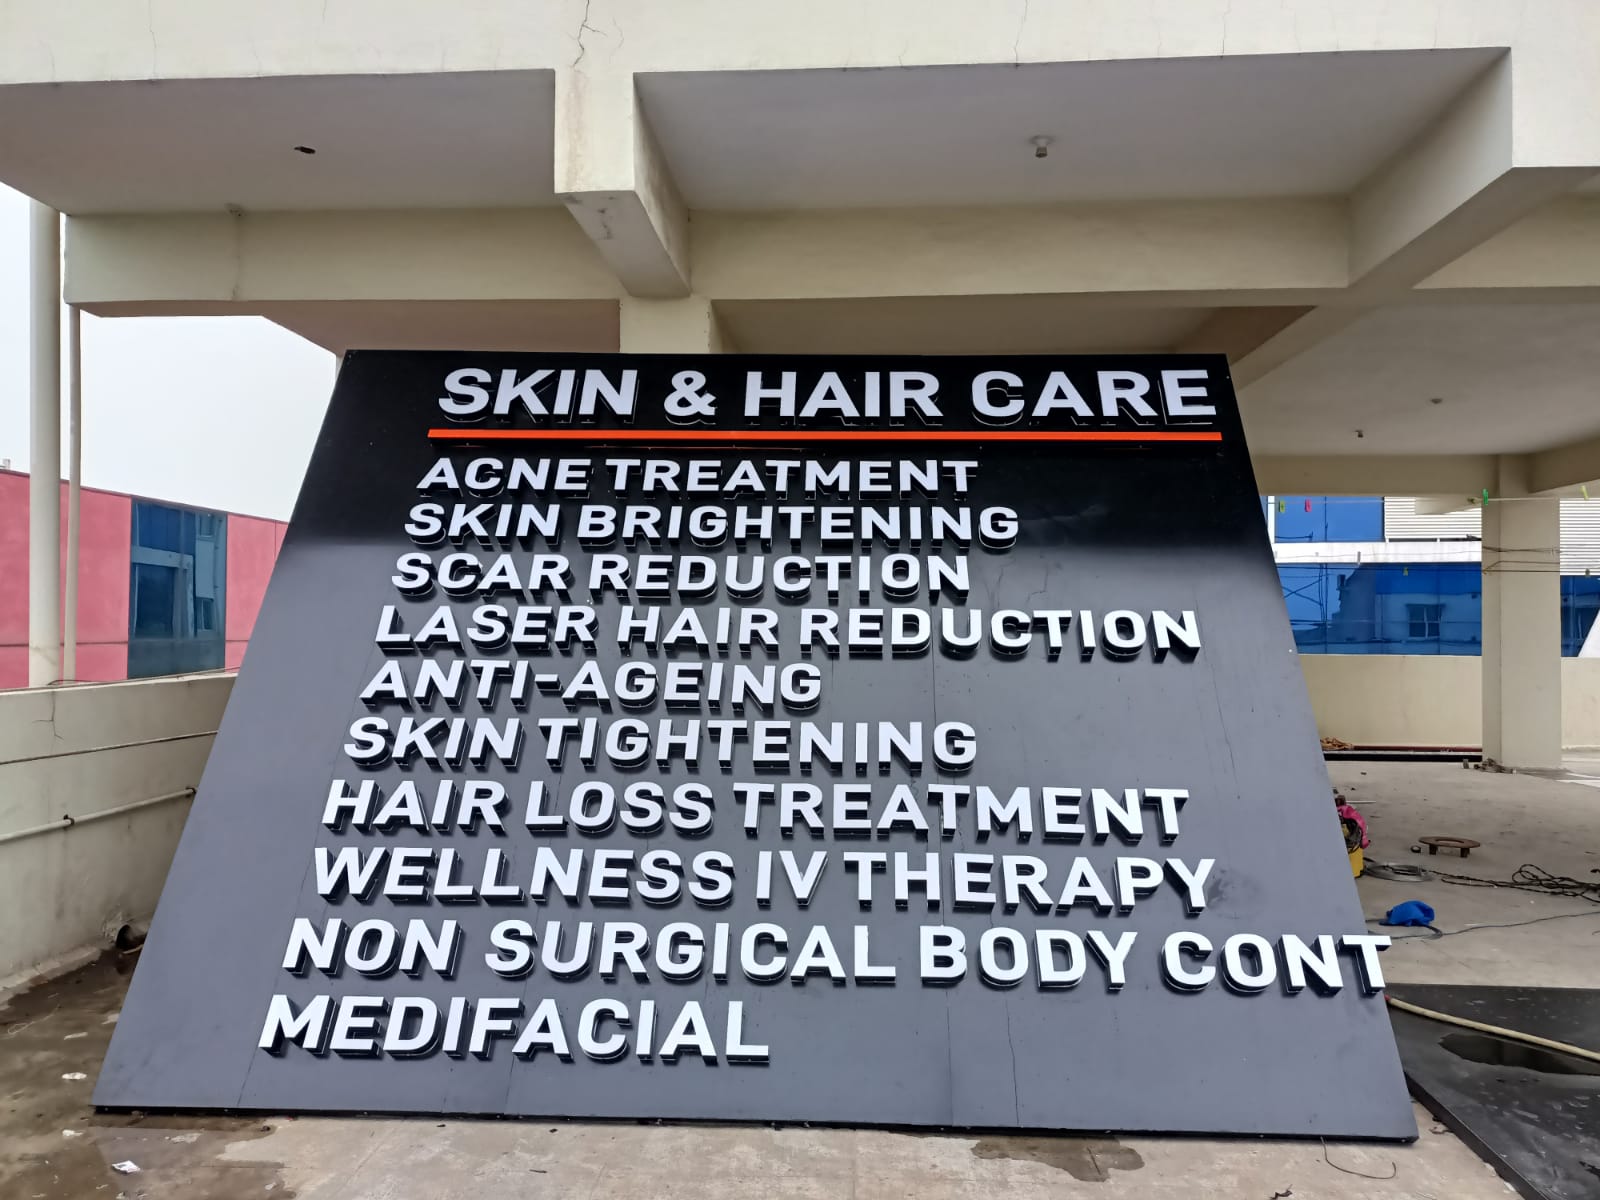 SKIN & HAIR CARE
ACNE TREATMENT
SKIN BRIGHTENING
SCAR REDUCTION
LASER HAIR REDUCTION
ANTI-AGEING
SKIN TIGHTENING
HAIR LOSS TREATMENT
WELLNESS IV THERAPY
NON SURGICAL BODY CONT
MEDIFACIAL